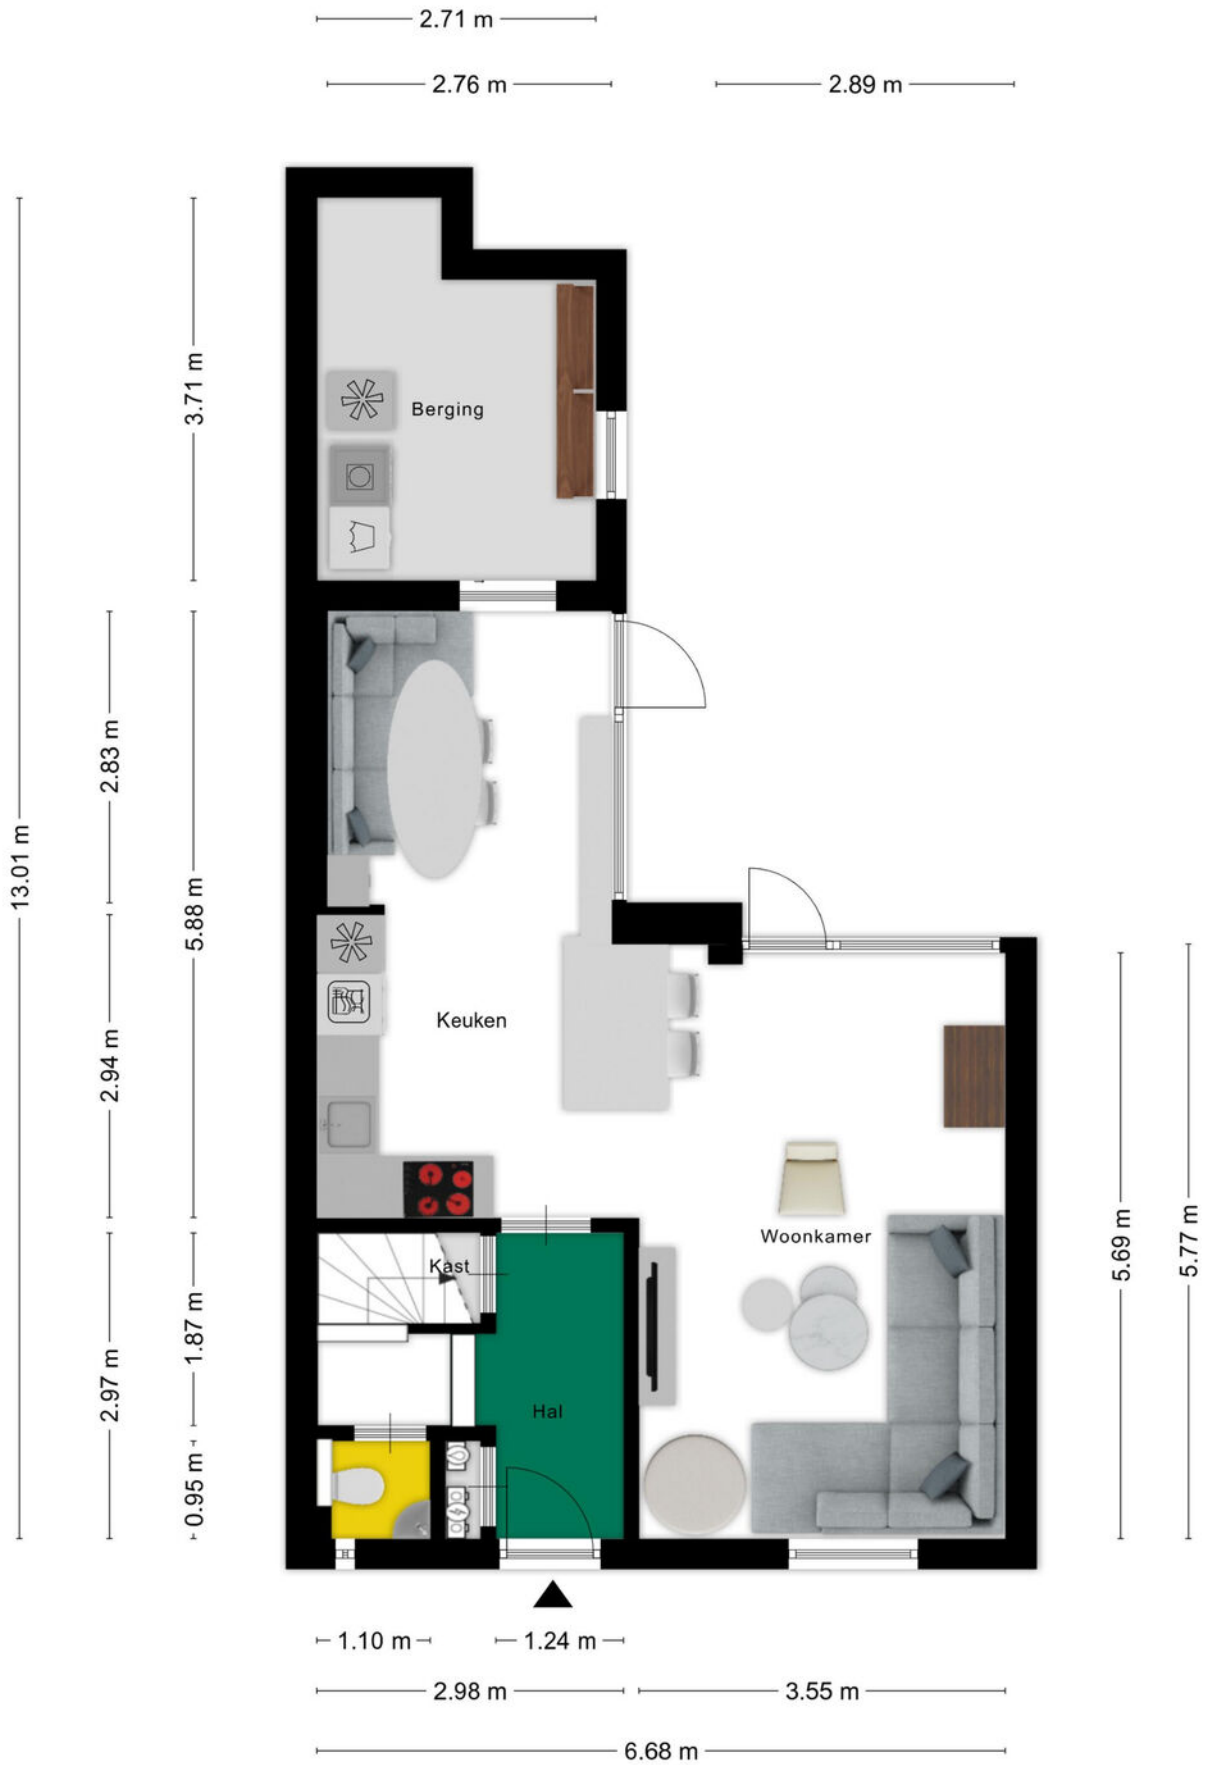 2.71 m
2.76 m
2.89 m
3.71 m
Berging
2.83 m
13.01 m
5.88 m
Keuken
2.94 m
5.69 m
5.77 m
Woonkamer
Kast
1.87 m
2.97 m
Hal
0.95 m
1.10 m
1.24 m
2.98 m
3.55 m
6.68 m